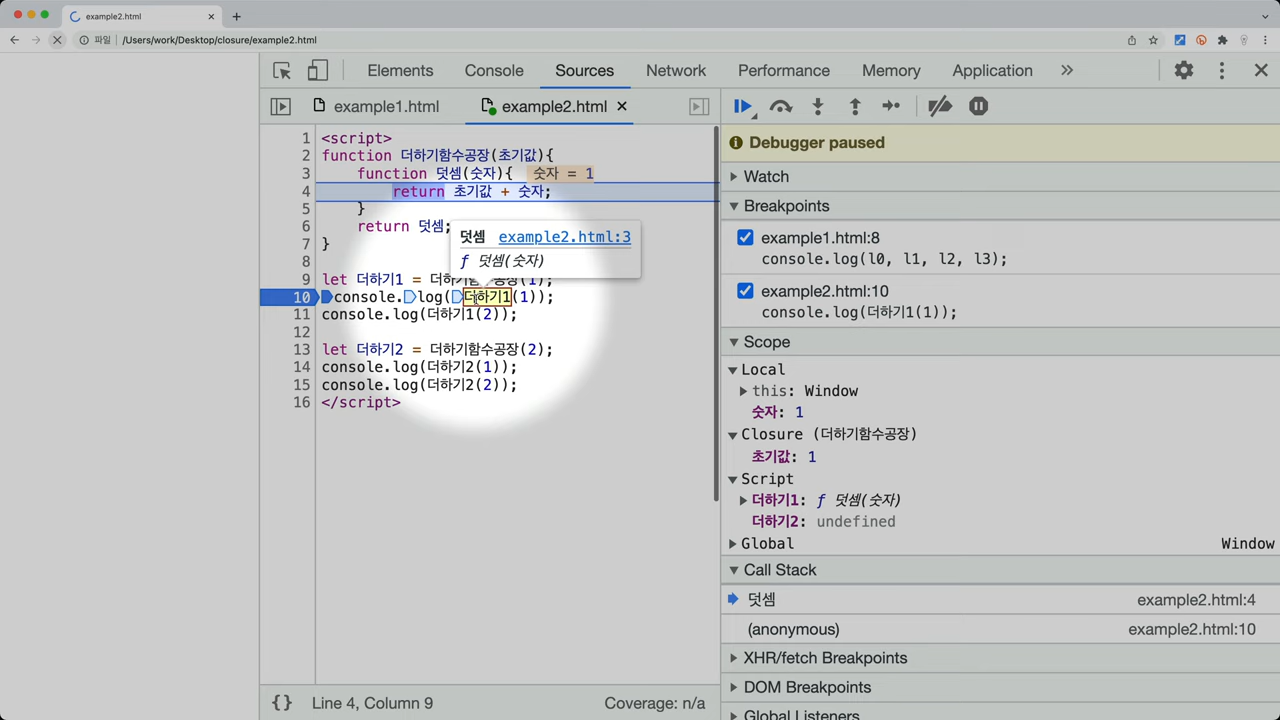 example2.html
파일 /Users/work/Desktop/closure/example2.html
Elements Console Sources Network Performance Memory Application
example1.html example2.html
1 <script>
2 function 더하기함수공장(초기값){
3 function 덧셈(숫자){ 숫자 = 1
4 return 초기값 + 숫자;
5 }
6 return 덧셈;
7 }
8
9 let 더하기1 = 더하기함수공장(1);
10 console.log(더하기1(1));
11 console.log(더하기1(2));
12
13 let 더하기2 = 더하기함수공장(2);
14 console.log(더하기2(1));
15 console.log(더하기2(2));
16 </script>
덧셈 example2.html:3
ƒ 덧셈(숫자)
{} Line 4, Column 9 Coverage: n/a
Debugger paused
Watch
Breakpoints
example1.html:8
console.log(l0, l1, l2, l3);
example2.html:10
console.log(더하기1(1));
Scope
Local
this: Window
숫자: 1
Closure (더하기함수공장)
초기값: 1
Script
더하기1: ƒ 덧셈(숫자)
더하기2: undefined
Global Window
Call Stack
덧셈 example2.html:4
(anonymous) example2.html:10
XHR/fetch Breakpoints
DOM Breakpoints
Global Listeners